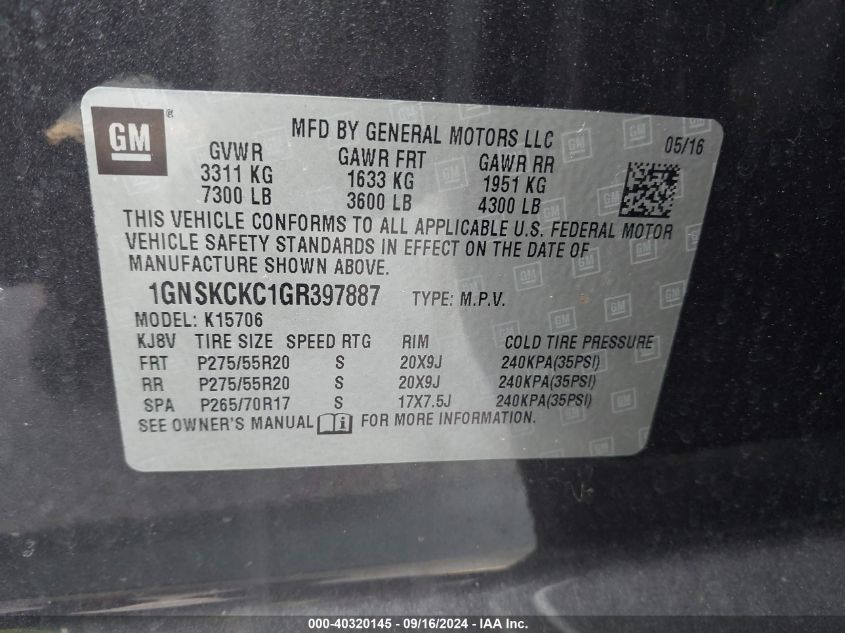 GM®
MFD BY GENERAL MOTORS LLC
05/16
GVWR GAWR FRT GAWR RR
3311 KG 1633 KG 1951 KG
7300 LB 3600 LB 4300 LB
THIS VEHICLE CONFORMS TO ALL APPLICABLE U.S. FEDERAL MOTOR
VEHICLE SAFETY STANDARDS IN EFFECT ON THE DATE OF
MANUFACTURE SHOWN ABOVE.
1GNSKCKC1GR397887 TYPE: M.P.V.
MODEL: K15706
KJ8V TIRE SIZE SPEED RTG RIM COLD TIRE PRESSURE
FRT P275/55R20 S 20X9J 240KPA(35PSI)
RR P275/55R20 S 20X9J 240KPA(35PSI)
SPA P265/70R17 S 17X7.5J 240KPA(35PSI)
SEE OWNER'S MANUAL FOR MORE INFORMATION.
000-40320145 - 09/16/2024 - IAA Inc.